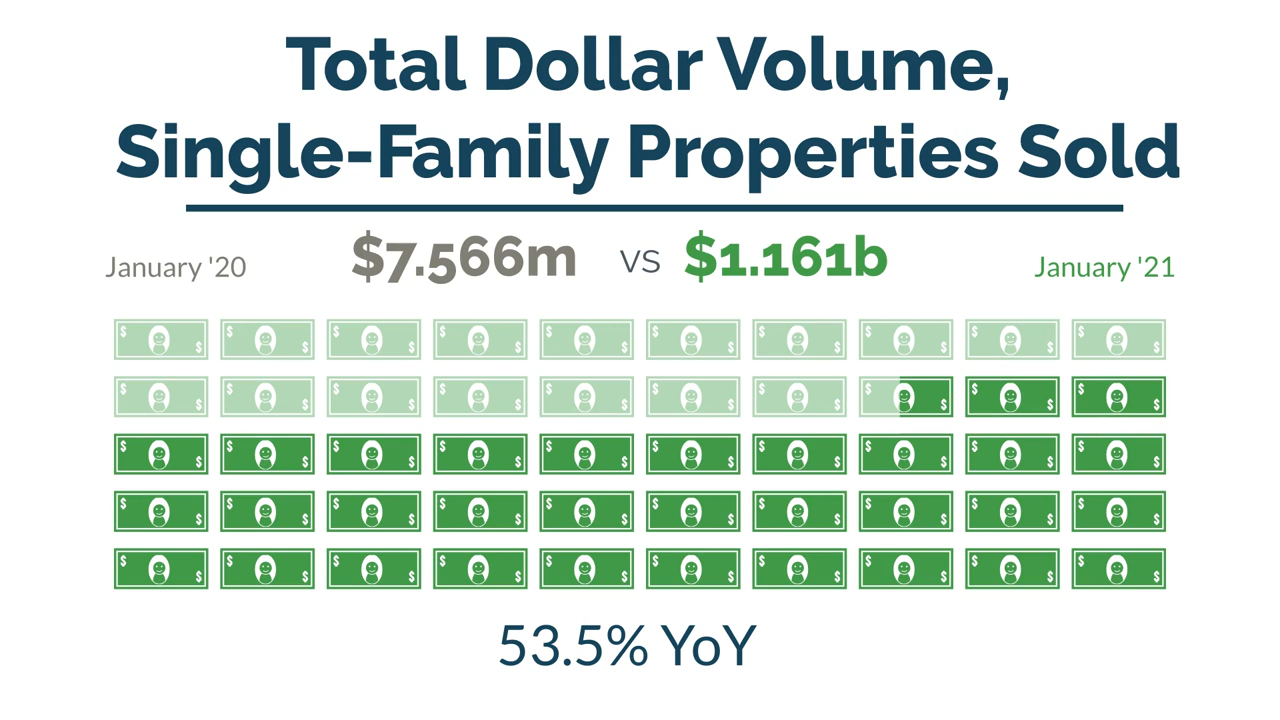 Total Dollar Volume,
Single-Family Properties Sold
January '20 $7.566m vs $1.161b January '21
53.5% YoY